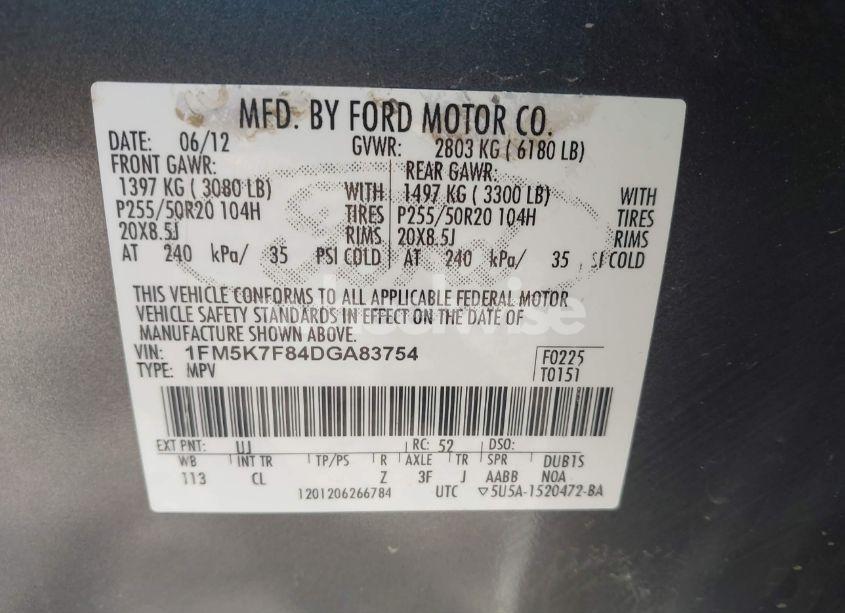 MFD. BY FORD MOTOR CO.
DATE: 06/12 GVWR: 2803 KG ( 6180 LB)
FRONT GAWR: REAR GAWR:
1397 KG ( 3080 LB) WITH 1497 KG ( 3300 LB) WITH
P255/50R20 104H TIRES P255/50R20 104H TIRES
20X8.5J RIMS 20X8.5J RIMS
AT 240 kPa/ 35 PSI COLD AT 240 kPa/ 35 SI COLD
THIS VEHICLE CONFORMS TO ALL APPLICABLE FEDERAL MOTOR
VEHICLE SAFETY STANDARDS IN EFFECT ON THE DATE OF
MANUFACTURE SHOWN ABOVE.
VIN: 1FM5K7F84DGA83754 F0225
TYPE: MPV T0151
EXT PNT: UJ RC: 52 DSO:
WB INT TR TP/PS R AXLE TR SPR DUB1S
113 CL Z 3F J AABB NOA
1201206266784 UTC ▽5U5A-1520472-BA